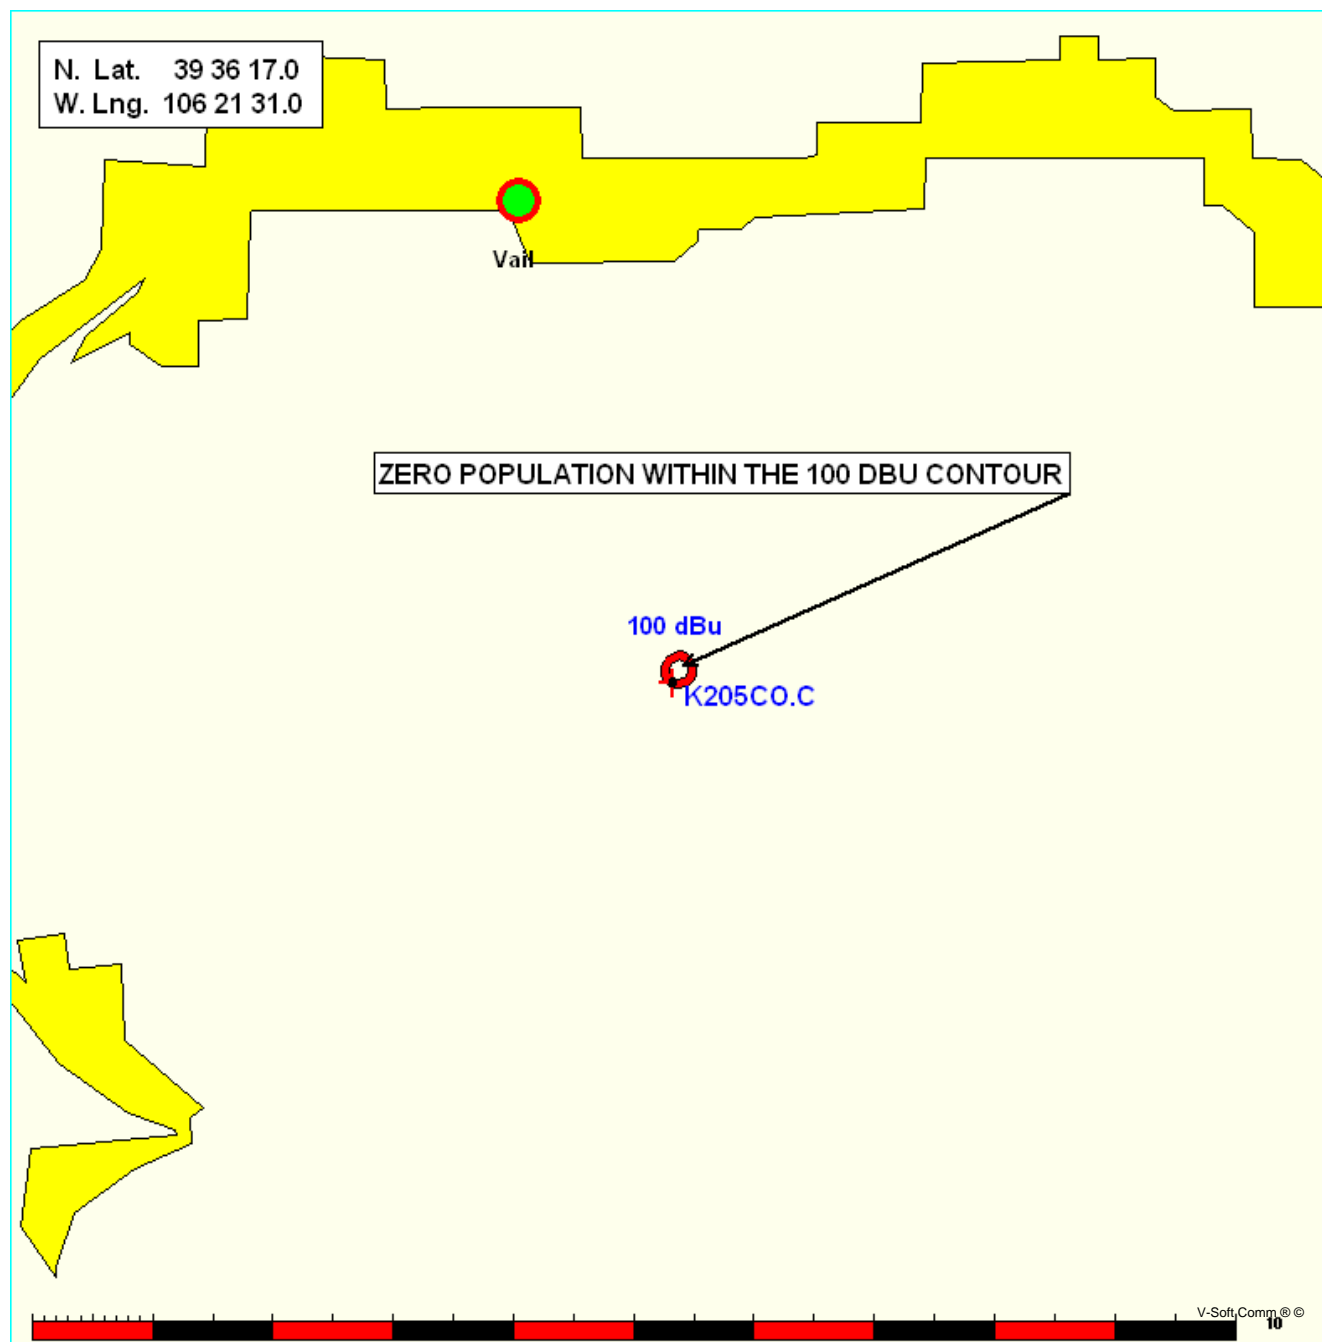 N. Lat. 39 36 17.0
W. Lng. 106 21 31.0
Vail
ZERO POPULATION WITHIN THE 100 DBU CONTOUR
100 dBu
K205CO.C
V-Soft Comm ® ©
10